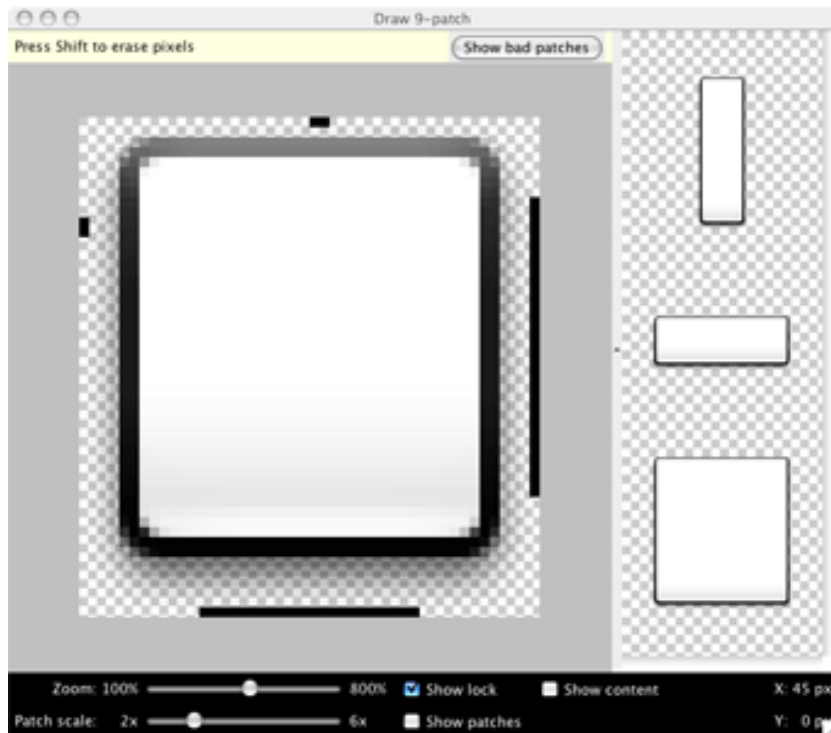 Draw 9-patch
Press Shift to erase pixels Show bad patches
Zoom: 100% 800% Show lock Show content X: 45 px
Patch scale: 2x 6x Show patches Y: 0 px